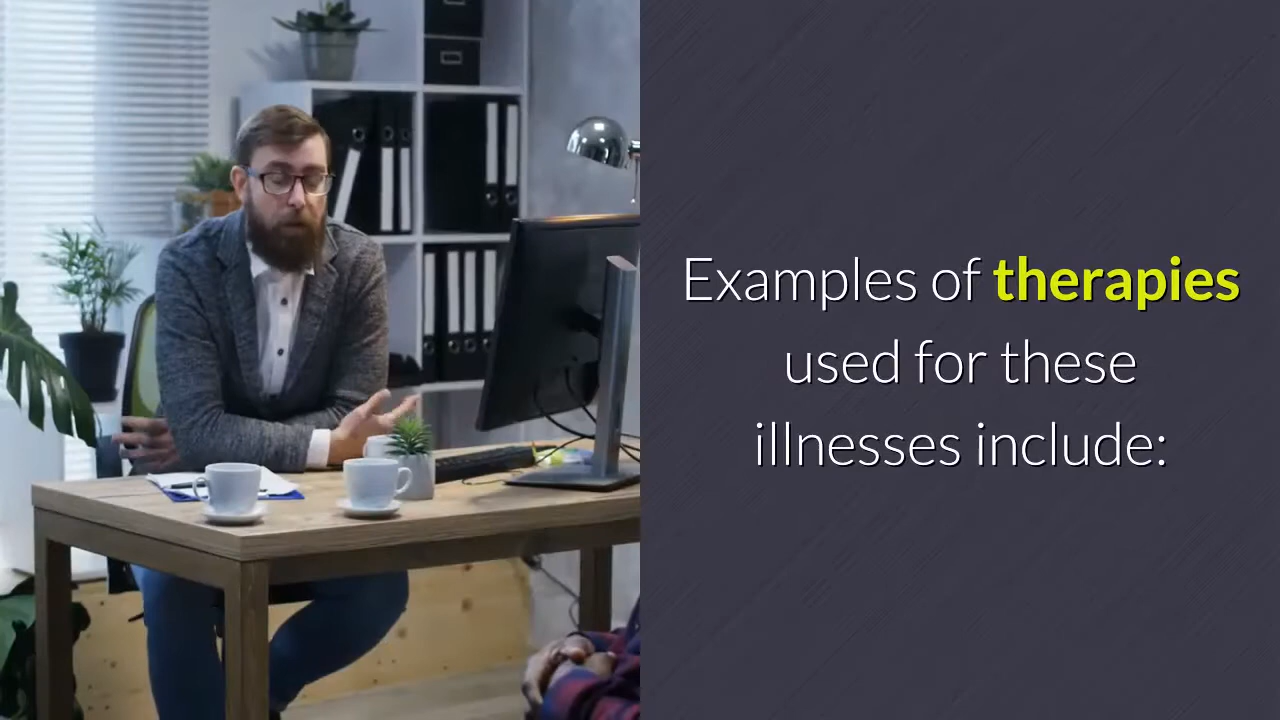 Examples of therapies
used for these
illnesses include: